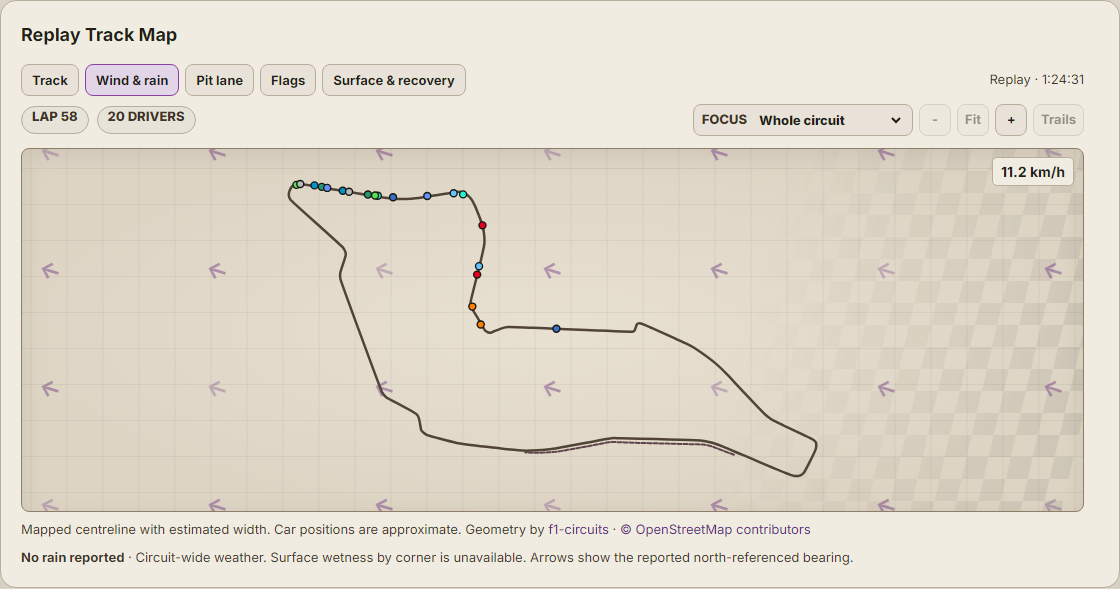 Replay Track Map
Track
Wind & rain
Pit lane
Flags
Surface & recovery
Replay · 1:24:31
LAP 58
20 DRIVERS
FOCUS Whole circuit
-
Fit
+
Trails
11.2 km/h
Mapped centreline with estimated width. Car positions are approximate. Geometry by f1-circuits · © OpenStreetMap contributors
No rain reported · Circuit-wide weather. Surface wetness by corner is unavailable. Arrows show the reported north-referenced bearing.